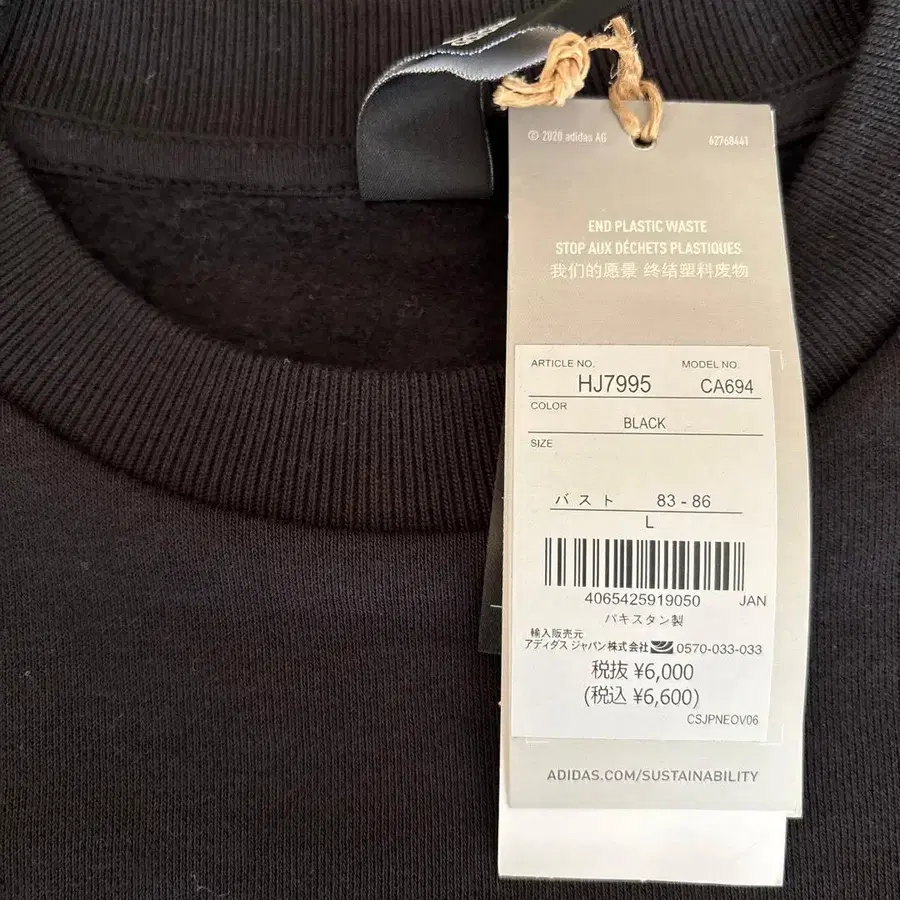 adidas
© 2020 adidas AG 62768441
END PLASTIC WASTE
STOP AUX DÉCHETS PLASTIQUES
我们的愿景 终结塑料废物
ARTICLE NO. MODEL NO.
HJ7995 CA694
COLOR
BLACK
SIZE
バスト 83 - 86
L
4065425919050 JAN
パキスタン製
輸入販売元
アディダス ジャパン株式会社 0570-033-033
税抜 ¥6,000
(税込 ¥6,600)
CSJPNEOV06
ADIDAS.COM/SUSTAINABILITY